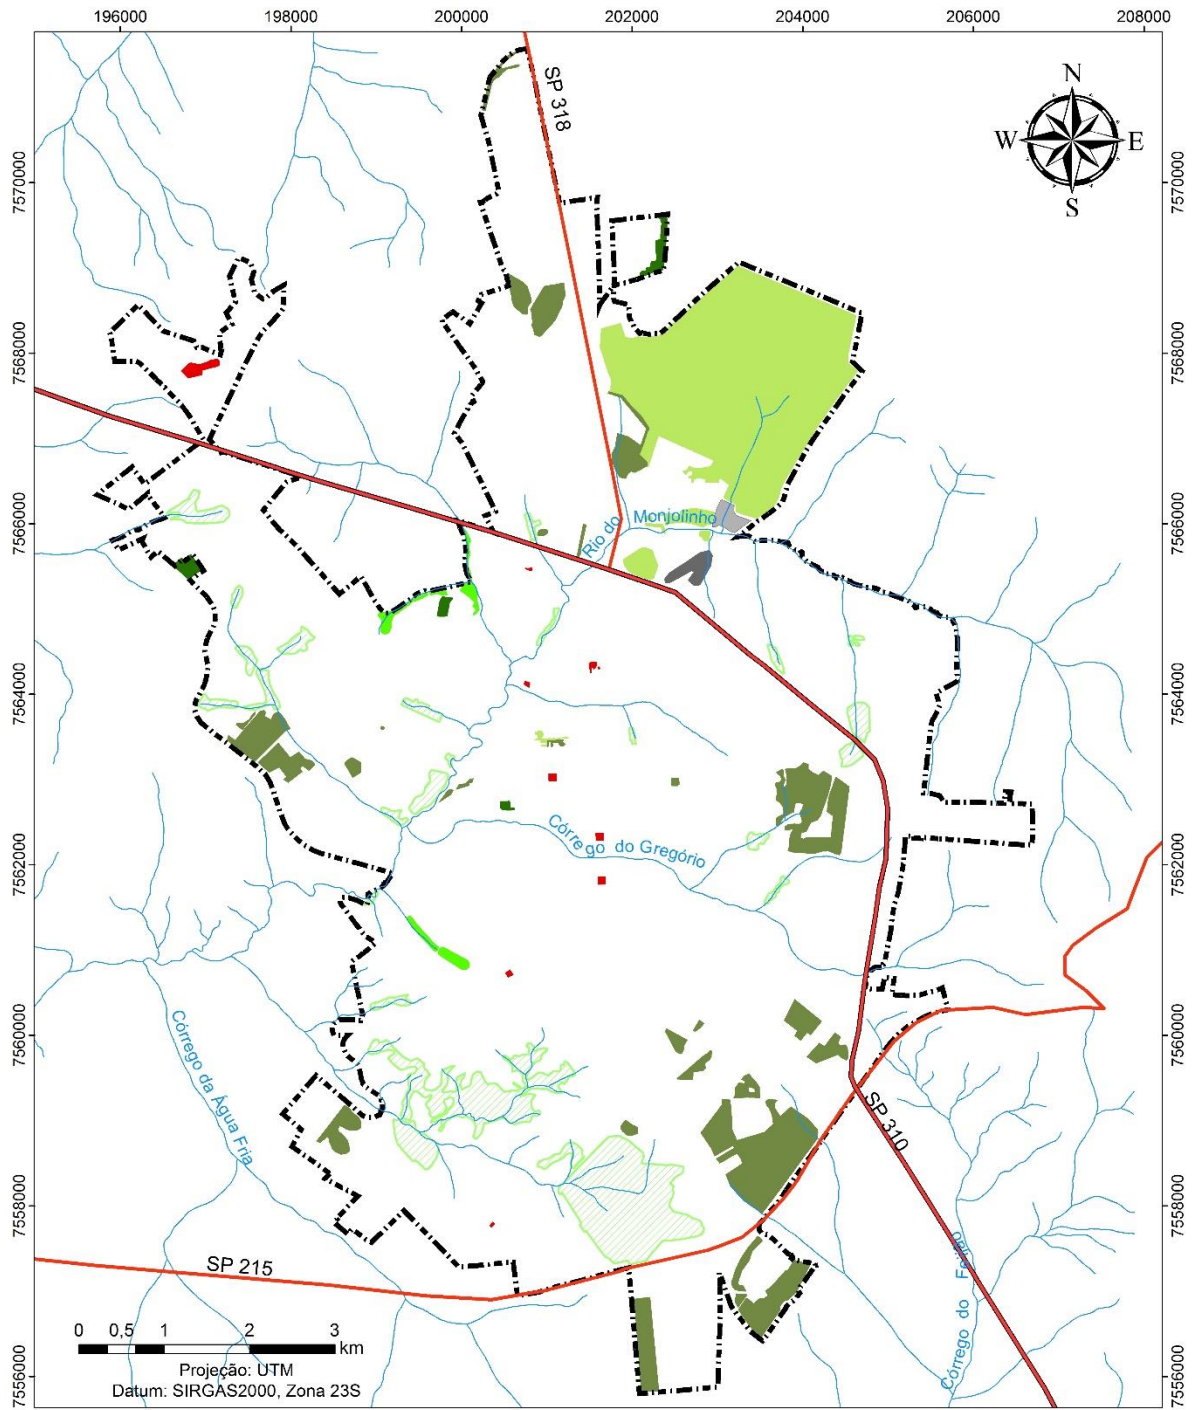 196000 198000 200000 202000 204000 206000 208000
N
W E
S
SP 318
7570000 7570000
7568000 7568000
7566000 7566000
Rio do Monjolinho
7564000 7564000
Córrego do Gregório
7562000 7562000
7560000 7560000
Córrego da Água Fria
SP 310
7558000 7558000
Córrego do Feijão
SP 215
0 0,5 1 2 3 km
Projeção: UTM
Datum: SIRGAS2000, Zona 23S
7556000 7556000